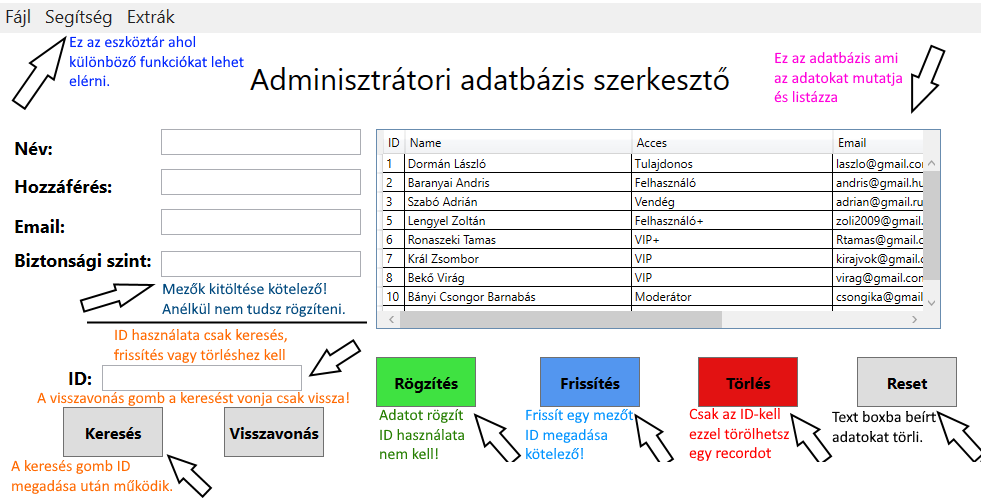 Fájl Segítség Extrák
Ez az eszköztár ahol
különböző funkciókat lehet
elérni.
Adminisztrátori adatbázis szerkesztő
Ez az adatbázis ami
az adatokat mutatja
és listázza
Név:
Hozzáférés:
Email:
Biztonsági szint:
Mezők kitöltése kötelező!
Anélkül nem tudsz rögzíteni.
ID Name Acces Email
1 Dormán László Tulajdonos laszlo@gmail.co
2 Baranyai Andris Felhasználó andris@gmail.hu
3 Szabó Adrián Vendég adrian@gmail.ru
5 Lengyel Zoltán Felhasználó+ zoli2009@gmail.
6 Ronaszeki Tamas VIP+ Rtamas@gmail.c
7 Král Zsombor VIP kirajvok@gmail.c
8 Bekő Virág VIP virag@gmail.com
10 Bányi Csongor Barnabás Moderátor csongika@gmail
ID használata csak keresés,
frissítés vagy törléshez kell
ID:
A visszavonás gomb a keresést vonja csak vissza!
Keresés
Visszavonás
A keresés gomb ID
megadása után működik.
Rögzítés
Adatot rögzít
ID használata
nem kell!
Frissítés
Frissít egy mezőt
ID megadása
kötelező!
Törlés
Csak az ID-kell
ezzel törölhetsz
egy recordot
Reset
Text boxba beírt
adatokat törli.